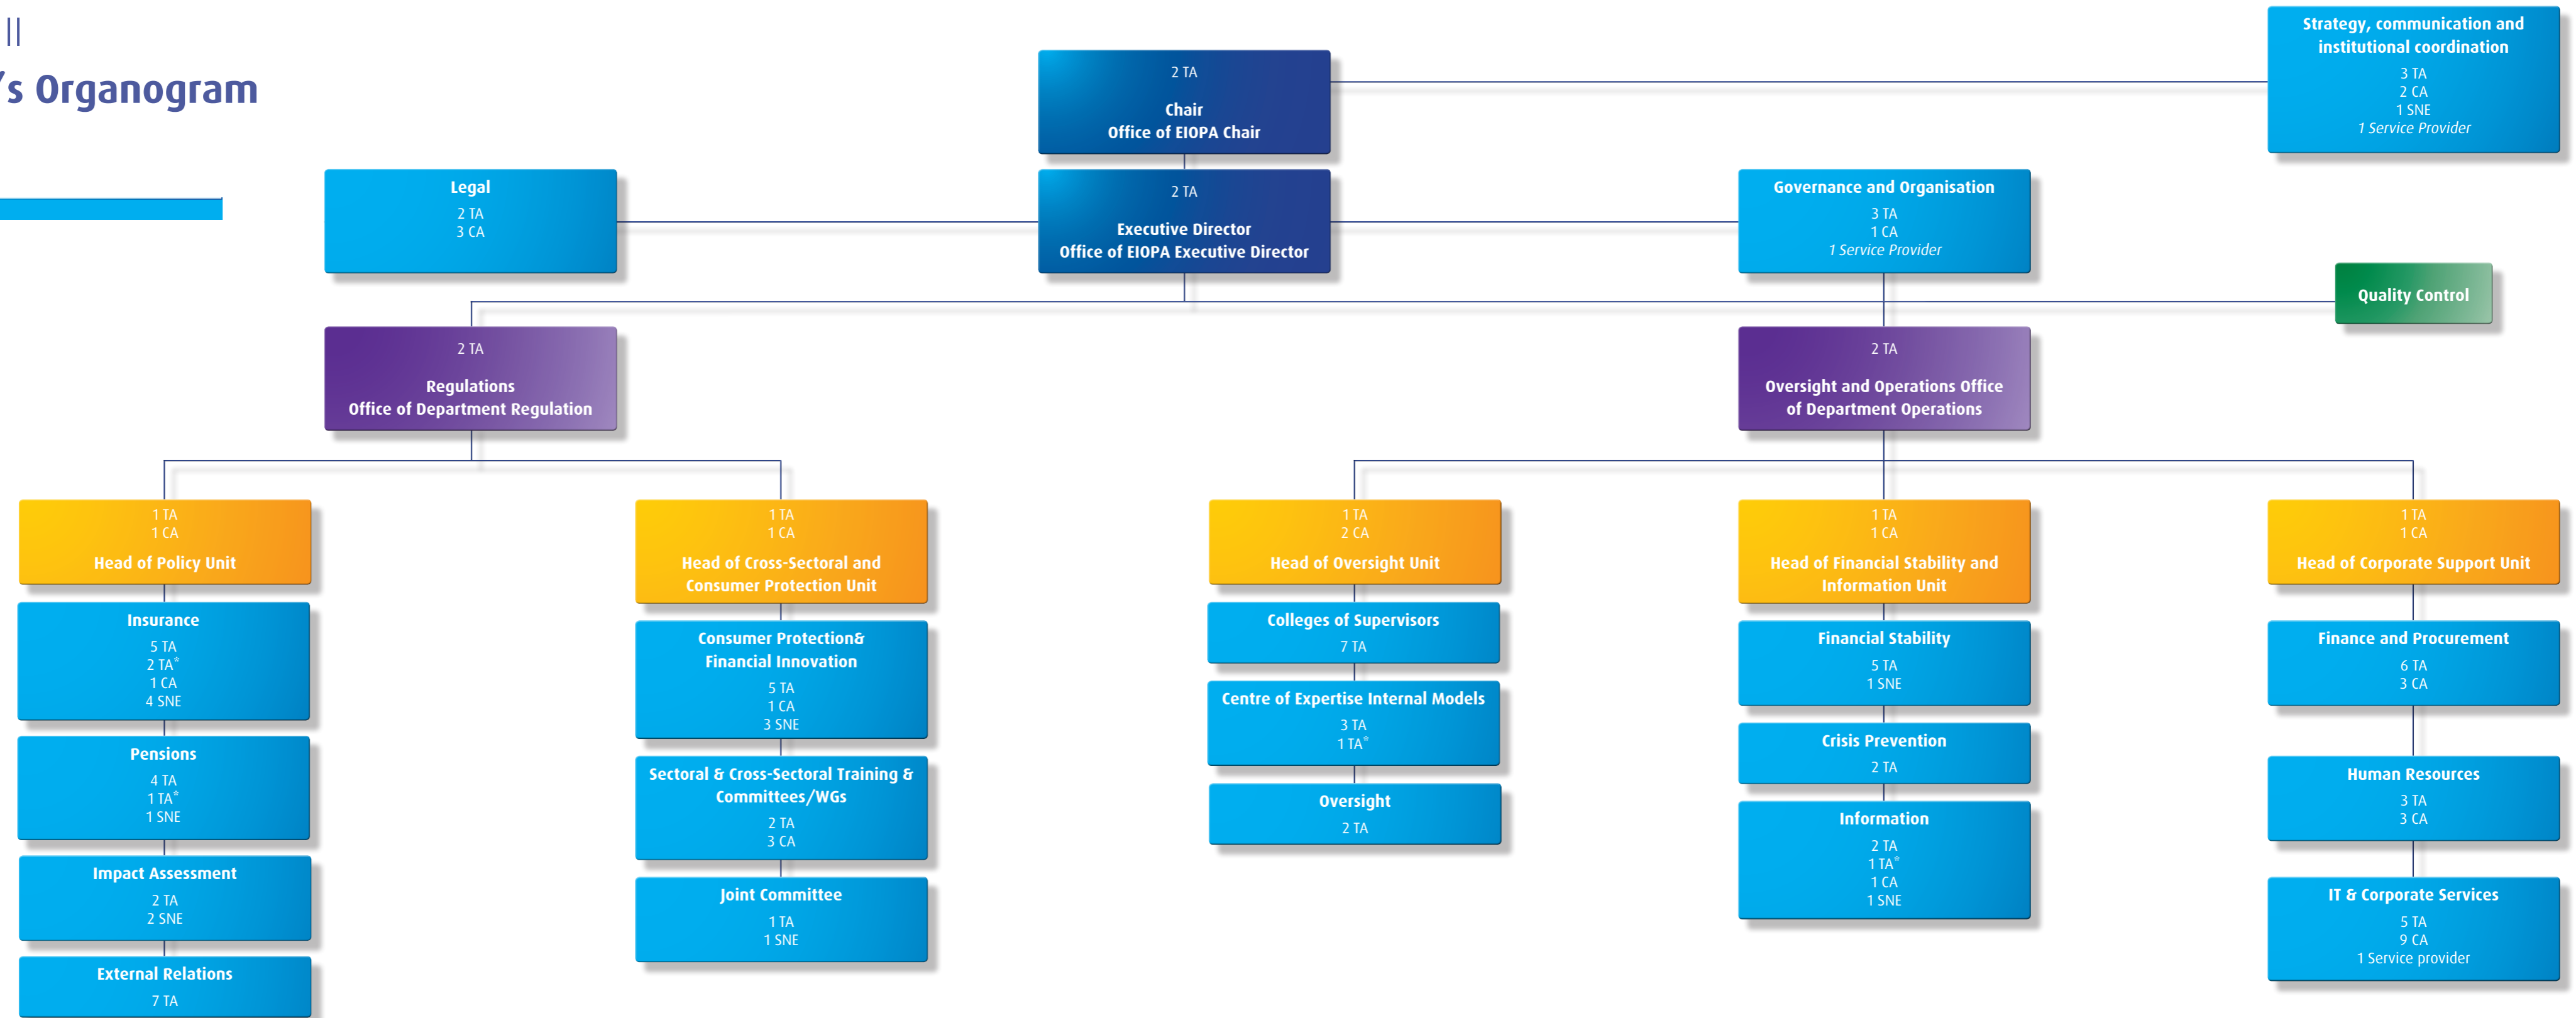 II
’s Organogram
Strategy, communication and
institutional coordination
3 TA
2 CA
1 SNE
1 Service Provider
2 TA
Chair
Office of EIOPA Chair
Legal
2 TA
3 CA
2 TA
Executive Director
Office of EIOPA Executive Director
Governance and Organisation
3 TA
1 CA
1 Service Provider
Quality Control
2 TA
Regulations
Office of Department Regulation
2 TA
Oversight and Operations Office
of Department Operations
1 TA
1 CA
Head of Policy Unit
Insurance
5 TA
2 TA*
1 CA
4 SNE
Pensions
4 TA
1 TA*
1 SNE
Impact Assessment
2 TA
2 SNE
External Relations
7 TA
1 TA
1 CA
Head of Cross-Sectoral and
Consumer Protection Unit
Consumer Protection&
Financial Innovation
5 TA
1 CA
3 SNE
Sectoral & Cross-Sectoral Training &
Committees/WGs
2 TA
3 CA
Joint Committee
1 TA
1 SNE
1 TA
2 CA
Head of Oversight Unit
Colleges of Supervisors
7 TA
Centre of Expertise Internal Models
3 TA
1 TA*
Oversight
2 TA
1 TA
1 CA
Head of Financial Stability and
Information Unit
Financial Stability
5 TA
1 SNE
Crisis Prevention
2 TA
Information
2 TA
1 TA*
1 CA
1 SNE
1 TA
1 CA
Head of Corporate Support Unit
Finance and Procurement
6 TA
3 CA
Human Resources
3 TA
3 CA
IT & Corporate Services
5 TA
9 CA
1 Service provider